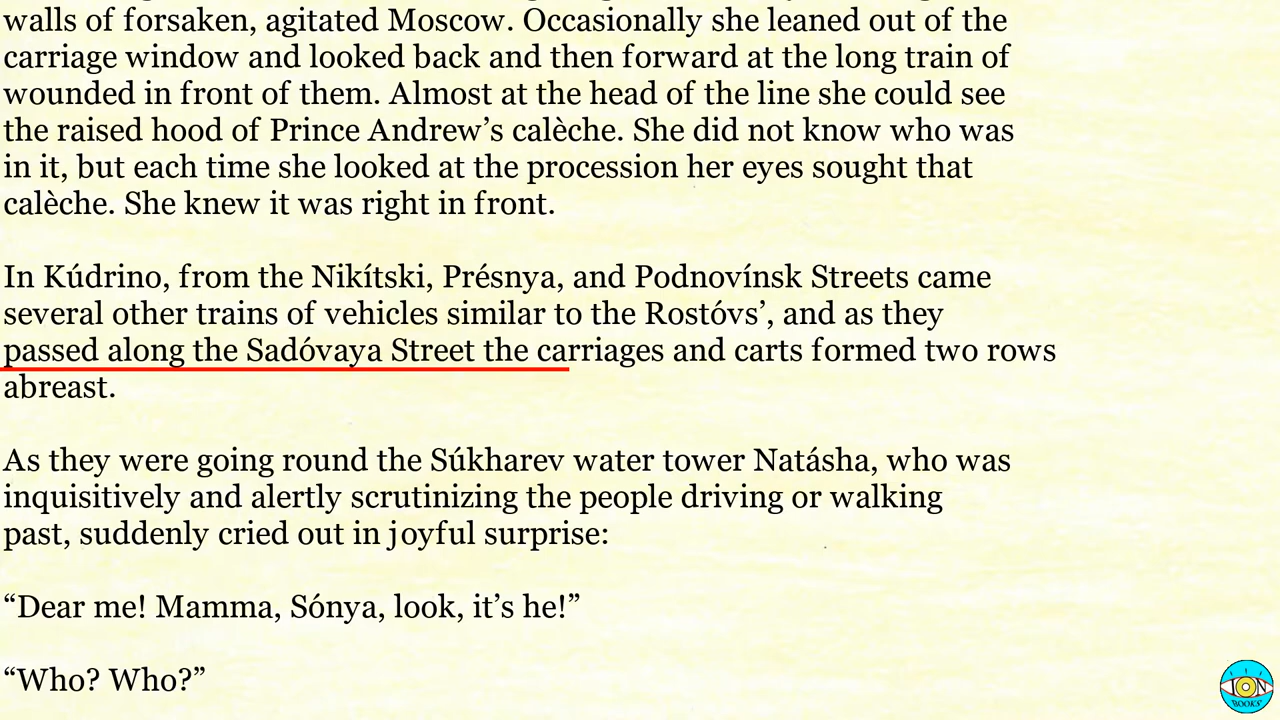 walls of forsaken, agitated Moscow. Occasionally she leaned out of the
carriage window and looked back and then forward at the long train of
wounded in front of them. Almost at the head of the line she could see
the raised hood of Prince Andrew’s calèche. She did not know who was
in it, but each time she looked at the procession her eyes sought that
calèche. She knew it was right in front.
In Kúdrino, from the Nikítski, Présnya, and Podnovínsk Streets came
several other trains of vehicles similar to the Rostóvs’, and as they
passed along the Sadóvaya Street the carriages and carts formed two rows
abreast.
As they were going round the Súkharev water tower Natásha, who was
inquisitively and alertly scrutinizing the people driving or walking
past, suddenly cried out in joyful surprise:
“Dear me! Mamma, Sónya, look, it’s he!”
“Who? Who?”
ION
BOOKS